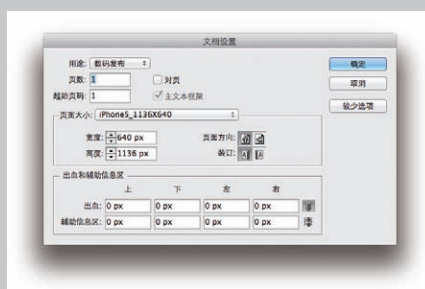 文档设置
用途: 数码发布
确定
页数: 1
对页
取消
起始页码: 1
主文本框架
较少选项
页面大小: iPhone5_1136X640
宽度: 640 px
页面方向:
高度: 1136 px
装订:
出血和辅助信息区
上 下 左 右
出血: 0 px 0 px 0 px 0 px
辅助信息区: 0 px 0 px 0 px 0 px